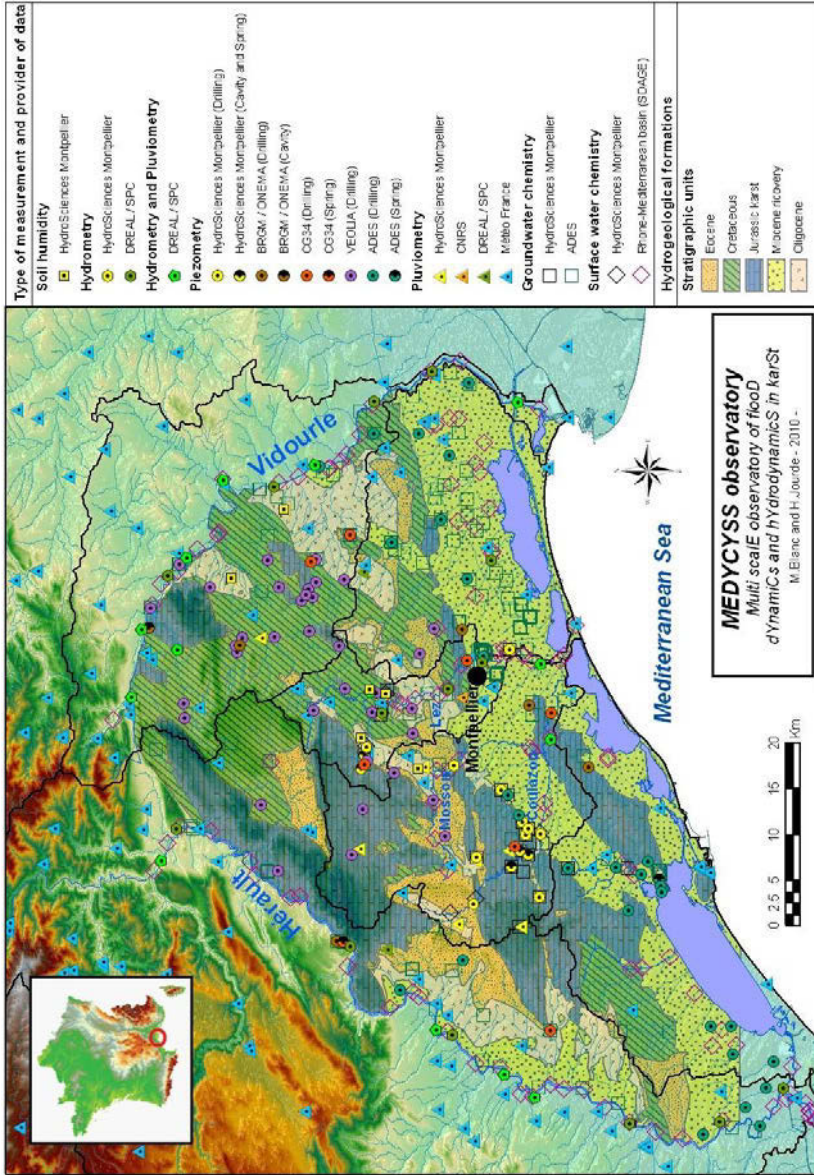 Type of measurement and provider of data
Soil humidity
HydroSciences Montpellier
Hydrometry
HydroSciences Montpellier
DREAL / SPC
Hydrometry and Pluviometry
DREAL / SPC
Piezometry
HydroSciences Montpellier (Drilling)
HydroSciences Montpellier (Cavity and Spring)
BRGM / ONEMA (Drilling)
BRGM / ONEMA (Cavity)
CG34 (Drilling)
CG34 (Spring)
VEOLIA (Drilling)
ADES (Drilling)
ADES (Spring)
Pluviometry
HydroSciences Montpellier
CNRS
DREAL / SPC
Météo France
Groundwater chemistry
HydroSciences Montpellier
ADES
Surface water chemistry
HydroSciences Montpellier
Rhone-Mediterranean basin (SDAGE)
Hydrogeological formations
Stratigraphic units
Eocene
Cretaceous
Jurassic karst
Miocene ricovery
Oligocene
Vidourle
Hérault
Lez
Montpellier
Mosson
Coulazou
Mediterranean Sea
0 2.5 5 10 15 20
Km
MEDYCYSS observatory
Multi scalE observatory of flooD
dYnamiCs and hYdrodynamicS in karSt
M.Blanc and H.Jourde - 2010 -